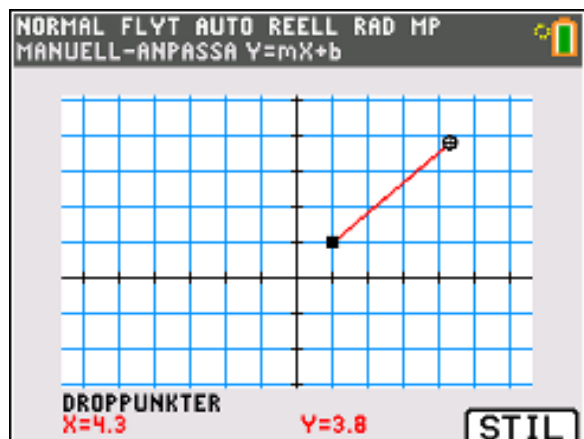 NORMAL FLYT AUTO REELL RAD MP
MANUELL-ANPASSA Y=mX+b
DROPPUNKTER
X=4.3 Y=3.8 STIL